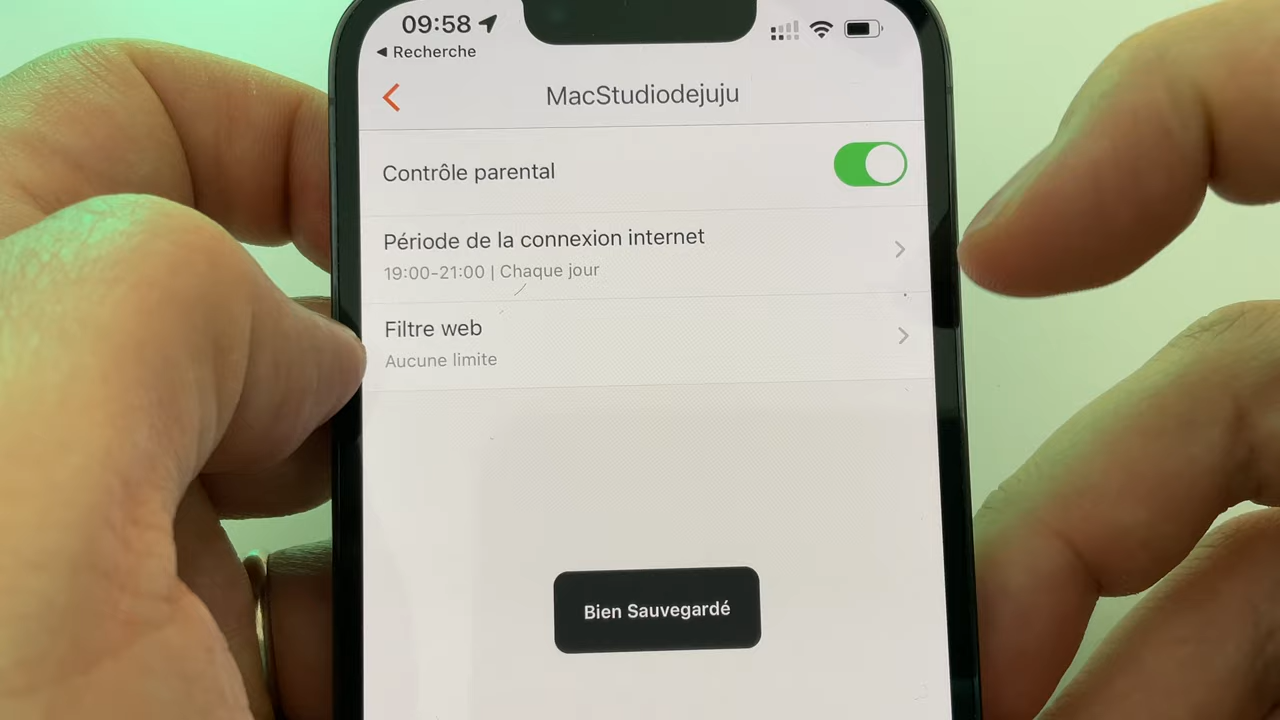 09:58
Recherche
MacStudiodejuju
Contrôle parental
Période de la connexion internet
19:00-21:00 | Chaque jour
Filtre web
Aucune limite
Bien Sauvegardé